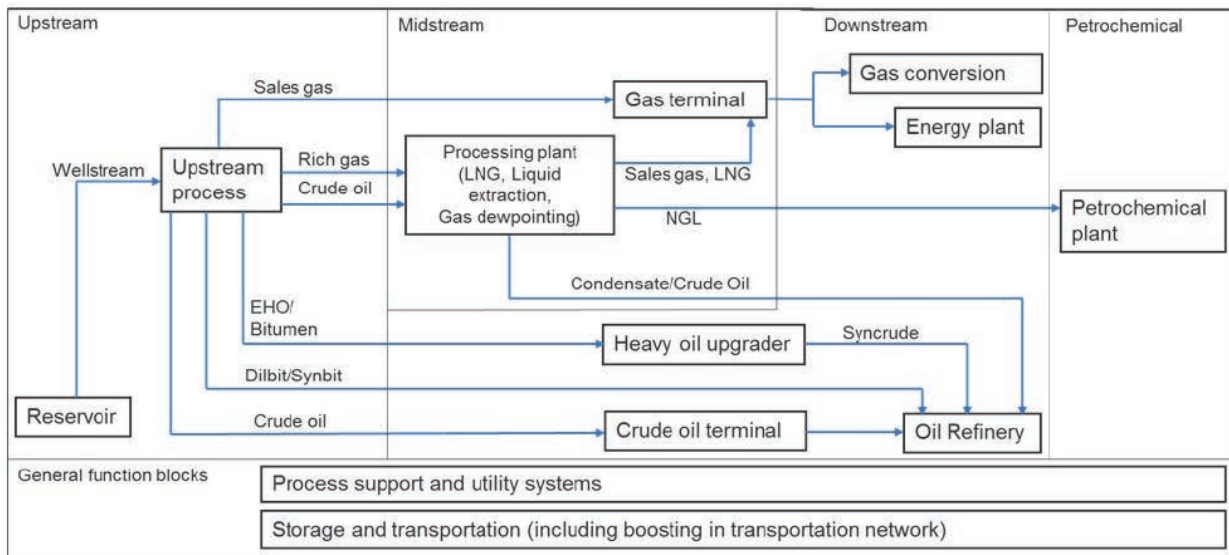 Upstream
Midstream
Downstream
Petrochemical
Sales gas
Gas terminal
Gas conversion
Energy plant
Wellstream
Upstream
process
Rich gas
Crude oil
Processing plant
(LNG, Liquid
extraction,
Gas dewpointing)
Sales gas, LNG
NGL
Petrochemical
plant
Condensate/Crude Oil
EHO/
Bitumen
Heavy oil upgrader
Syncrude
Dilbit/Synbit
Reservoir
Crude oil
Crude oil terminal
Oil Refinery
General function blocks
Process support and utility systems
Storage and transportation (including boosting in transportation network)